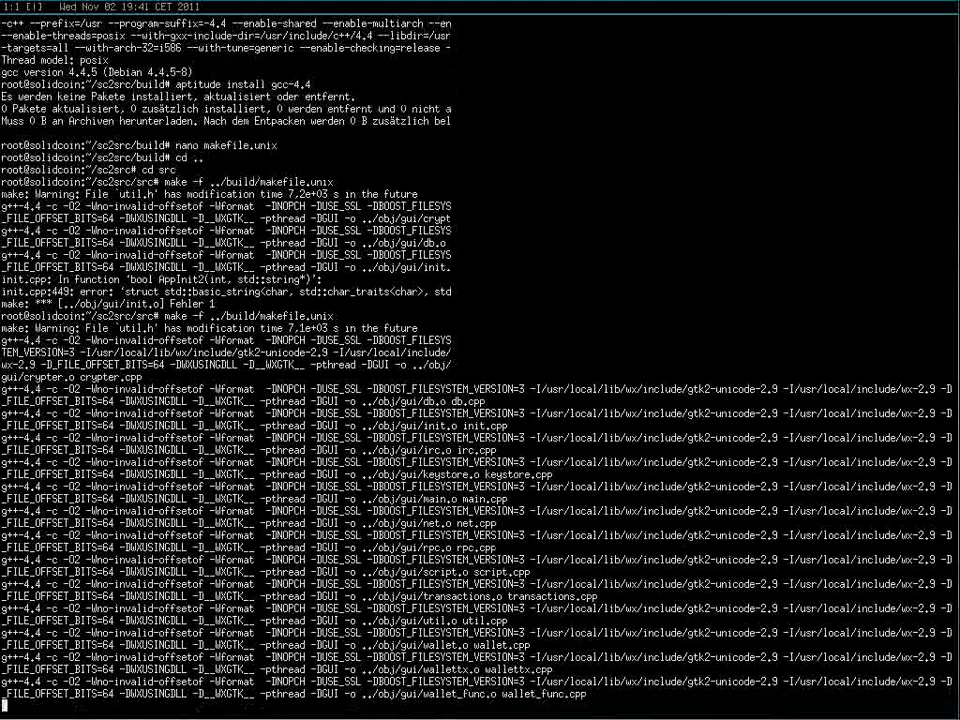 1:1 [|] Wed Nov 02 19:41 CET 2011
-c++ --prefix=/usr --program-suffix=-4.4 --enable-shared --enable-multiarch --en
--enable-threads=posix --with-gxx-include-dir=/usr/include/c++/4.4 --libdir=/usr
-targets=all --with-arch-32=i586 --with-tune=generic --enable-checking=release -
Thread model: posix
gcc version 4.4.5 (Debian 4.4.5-8)
root@solidcoin:~/sc2src/build# aptitude install gcc-4.4
Es werden keine Pakete installiert, aktualisiert oder entfernt.
0 Pakete aktualisiert, 0 zusätzlich installiert, 0 werden entfernt und 0 nicht a
Muss 0 B an Archiven herunterladen. Nach dem Entpacken werden 0 B zusätzlich bel
root@solidcoin:~/sc2src/build# nano makefile.unix
root@solidcoin:~/sc2src/build# cd ..
root@solidcoin:~/sc2src# cd src
root@solidcoin:~/sc2src/src# make -f ../build/makefile.unix
make: Warning: File `util.h' has modification time 7,2e+03 s in the future
g++-4.4 -c -O2 -Wno-invalid-offsetof -Wformat  -DNOPCH -DUSE_SSL -DBOOST_FILESYS
_FILE_OFFSET_BITS=64 -DWXUSINGDLL -D__WXGTK__ -pthread -DGUI -o ../obj/gui/crypt
g++-4.4 -c -O2 -Wno-invalid-offsetof -Wformat  -DNOPCH -DUSE_SSL -DBOOST_FILESYS
_FILE_OFFSET_BITS=64 -DWXUSINGDLL -D__WXGTK__ -pthread -DGUI -o ../obj/gui/db.o
g++-4.4 -c -O2 -Wno-invalid-offsetof -Wformat  -DNOPCH -DUSE_SSL -DBOOST_FILESYS
_FILE_OFFSET_BITS=64 -DWXUSINGDLL -D__WXGTK__ -pthread -DGUI -o ../obj/gui/init.
init.cpp: In function ‘bool AppInit2(int, std::string*)’:
init.cpp:449: error: ‘struct std::basic_string<char, std::char_traits<char>, std
make: *** [../obj/gui/init.o] Fehler 1
root@solidcoin:~/sc2src/src# make -f ../build/makefile.unix
make: Warning: File `util.h' has modification time 7,1e+03 s in the future
g++-4.4 -c -O2 -Wno-invalid-offsetof -Wformat  -DNOPCH -DUSE_SSL -DBOOST_FILESYS
TEM_VERSION=3 -I/usr/local/lib/wx/include/gtk2-unicode-2.9 -I/usr/local/include/
wx-2.9 -D_FILE_OFFSET_BITS=64 -DWXUSINGDLL -D__WXGTK__ -pthread -DGUI -o ../obj/
gui/crypter.o crypter.cpp
g++-4.4 -c -O2 -Wno-invalid-offsetof -Wformat  -DNOPCH -DUSE_SSL -DBOOST_FILESYSTEM_VERSION=3 -I/usr/local/lib/wx/include/gtk2-unicode-2.9 -I/usr/local/include/wx-2.9 -D
_FILE_OFFSET_BITS=64 -DWXUSINGDLL -D__WXGTK__ -pthread -DGUI -o ../obj/gui/db.o db.cpp
g++-4.4 -c -O2 -Wno-invalid-offsetof -Wformat  -DNOPCH -DUSE_SSL -DBOOST_FILESYSTEM_VERSION=3 -I/usr/local/lib/wx/include/gtk2-unicode-2.9 -I/usr/local/include/wx-2.9 -D
_FILE_OFFSET_BITS=64 -DWXUSINGDLL -D__WXGTK__ -pthread -DGUI -o ../obj/gui/init.o init.cpp
g++-4.4 -c -O2 -Wno-invalid-offsetof -Wformat  -DNOPCH -DUSE_SSL -DBOOST_FILESYSTEM_VERSION=3 -I/usr/local/lib/wx/include/gtk2-unicode-2.9 -I/usr/local/include/wx-2.9 -D
_FILE_OFFSET_BITS=64 -DWXUSINGDLL -D__WXGTK__ -pthread -DGUI -o ../obj/gui/irc.o irc.cpp
g++-4.4 -c -O2 -Wno-invalid-offsetof -Wformat  -DNOPCH -DUSE_SSL -DBOOST_FILESYSTEM_VERSION=3 -I/usr/local/lib/wx/include/gtk2-unicode-2.9 -I/usr/local/include/wx-2.9 -D
_FILE_OFFSET_BITS=64 -DWXUSINGDLL -D__WXGTK__ -pthread -DGUI -o ../obj/gui/keystore.o keystore.cpp
g++-4.4 -c -O2 -Wno-invalid-offsetof -Wformat  -DNOPCH -DUSE_SSL -DBOOST_FILESYSTEM_VERSION=3 -I/usr/local/lib/wx/include/gtk2-unicode-2.9 -I/usr/local/include/wx-2.9 -D
_FILE_OFFSET_BITS=64 -DWXUSINGDLL -D__WXGTK__ -pthread -DGUI -o ../obj/gui/main.o main.cpp
g++-4.4 -c -O2 -Wno-invalid-offsetof -Wformat  -DNOPCH -DUSE_SSL -DBOOST_FILESYSTEM_VERSION=3 -I/usr/local/lib/wx/include/gtk2-unicode-2.9 -I/usr/local/include/wx-2.9 -D
_FILE_OFFSET_BITS=64 -DWXUSINGDLL -D__WXGTK__ -pthread -DGUI -o ../obj/gui/net.o net.cpp
g++-4.4 -c -O2 -Wno-invalid-offsetof -Wformat  -DNOPCH -DUSE_SSL -DBOOST_FILESYSTEM_VERSION=3 -I/usr/local/lib/wx/include/gtk2-unicode-2.9 -I/usr/local/include/wx-2.9 -D
_FILE_OFFSET_BITS=64 -DWXUSINGDLL -D__WXGTK__ -pthread -DGUI -o ../obj/gui/rpc.o rpc.cpp
g++-4.4 -c -O2 -Wno-invalid-offsetof -Wformat  -DNOPCH -DUSE_SSL -DBOOST_FILESYSTEM_VERSION=3 -I/usr/local/lib/wx/include/gtk2-unicode-2.9 -I/usr/local/include/wx-2.9 -D
_FILE_OFFSET_BITS=64 -DWXUSINGDLL -D__WXGTK__ -pthread -DGUI -o ../obj/gui/script.o script.cpp
g++-4.4 -c -O2 -Wno-invalid-offsetof -Wformat  -DNOPCH -DUSE_SSL -DBOOST_FILESYSTEM_VERSION=3 -I/usr/local/lib/wx/include/gtk2-unicode-2.9 -I/usr/local/include/wx-2.9 -D
_FILE_OFFSET_BITS=64 -DWXUSINGDLL -D__WXGTK__ -pthread -DGUI -o ../obj/gui/transactions.o transactions.cpp
g++-4.4 -c -O2 -Wno-invalid-offsetof -Wformat  -DNOPCH -DUSE_SSL -DBOOST_FILESYSTEM_VERSION=3 -I/usr/local/lib/wx/include/gtk2-unicode-2.9 -I/usr/local/include/wx-2.9 -D
_FILE_OFFSET_BITS=64 -DWXUSINGDLL -D__WXGTK__ -pthread -DGUI -o ../obj/gui/util.o util.cpp
g++-4.4 -c -O2 -Wno-invalid-offsetof -Wformat  -DNOPCH -DUSE_SSL -DBOOST_FILESYSTEM_VERSION=3 -I/usr/local/lib/wx/include/gtk2-unicode-2.9 -I/usr/local/include/wx-2.9 -D
_FILE_OFFSET_BITS=64 -DWXUSINGDLL -D__WXGTK__ -pthread -DGUI -o ../obj/gui/wallet.o wallet.cpp
g++-4.4 -c -O2 -Wno-invalid-offsetof -Wformat  -DNOPCH -DUSE_SSL -DBOOST_FILESYSTEM_VERSION=3 -I/usr/local/lib/wx/include/gtk2-unicode-2.9 -I/usr/local/include/wx-2.9 -D
_FILE_OFFSET_BITS=64 -DWXUSINGDLL -D__WXGTK__ -pthread -DGUI -o ../obj/gui/wallettx.o wallettx.cpp
g++-4.4 -c -O2 -Wno-invalid-offsetof -Wformat  -DNOPCH -DUSE_SSL -DBOOST_FILESYSTEM_VERSION=3 -I/usr/local/lib/wx/include/gtk2-unicode-2.9 -I/usr/local/include/wx-2.9 -D
_FILE_OFFSET_BITS=64 -DWXUSINGDLL -D__WXGTK__ -pthread -DGUI -o ../obj/gui/wallet_func.o wallet_func.cpp